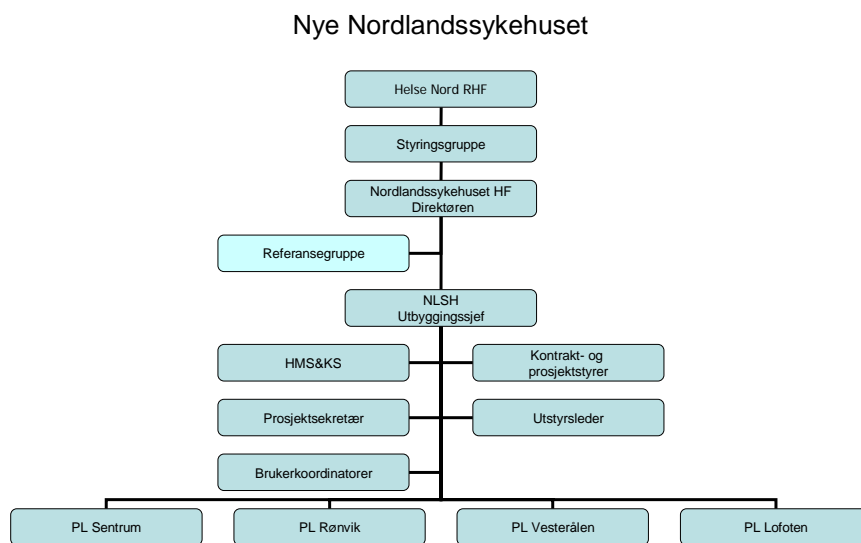 Nye Nordlandssykehuset
Helse Nord RHF
Styringsgruppe
Nordlandssykehuset HF
Direktøren
Referansegruppe
NLSH
Utbyggingssjef
HMS&KS
Kontrakt- og
prosjektstyrer
Prosjektsekretær
Utstyrsleder
Brukerkoordinatorer
PL Sentrum
PL Rønvik
PL Vesterålen
PL Lofoten